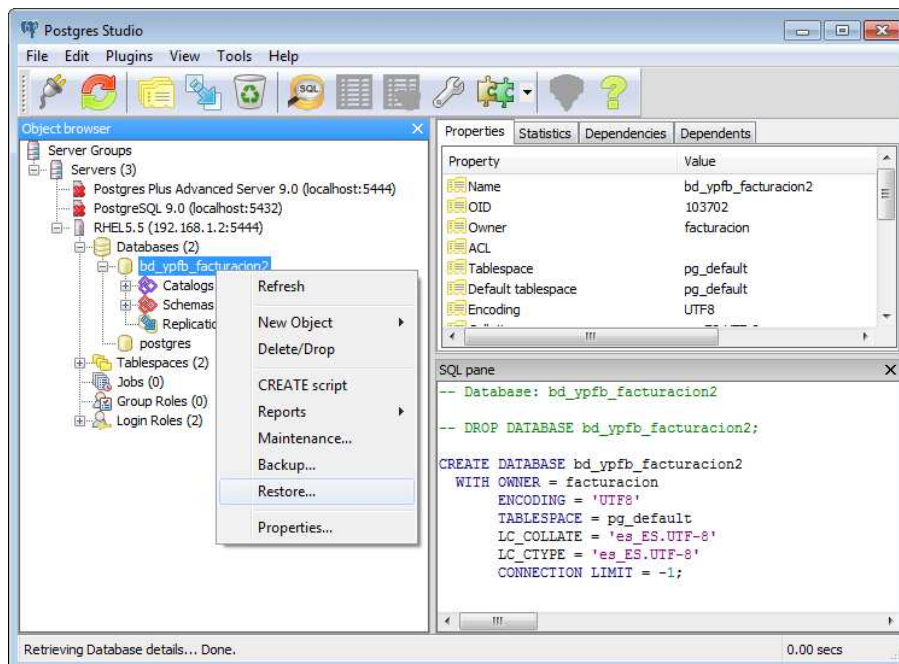 Postgres Studio
File Edit Plugins View Tools Help
SQL
Object browser
Server Groups
Servers (3)
Postgres Plus Advanced Server 9.0 (localhost:5444)
PostgreSQL 9.0 (localhost:5432)
RHEL5.5 (192.168.1.2:5444)
Databases (2)
bd_ypfb_facturacion2
Catalogs
Schemas
Replicatio
postgres
Tablespaces (2)
Jobs (0)
Group Roles (0)
Login Roles (2)
Refresh
New Object
Delete/Drop
CREATE script
Reports
Maintenance...
Backup...
Restore...
Properties...
Properties Statistics Dependencies Dependents
Property Value
Name bd_ypfb_facturacion2
OID 103702
Owner facturacion
ACL
Tablespace pg_default
Default tablespace pg_default
Encoding UTF8
SQL pane
-- Database: bd_ypfb_facturacion2
-- DROP DATABASE bd_ypfb_facturacion2;
CREATE DATABASE bd_ypfb_facturacion2
WITH OWNER = facturacion
ENCODING = 'UTF8'
TABLESPACE = pg_default
LC_COLLATE = 'es_ES.UTF-8'
LC_CTYPE = 'es_ES.UTF-8'
CONNECTION LIMIT = -1;
Retrieving Database details... Done. 0.00 secs